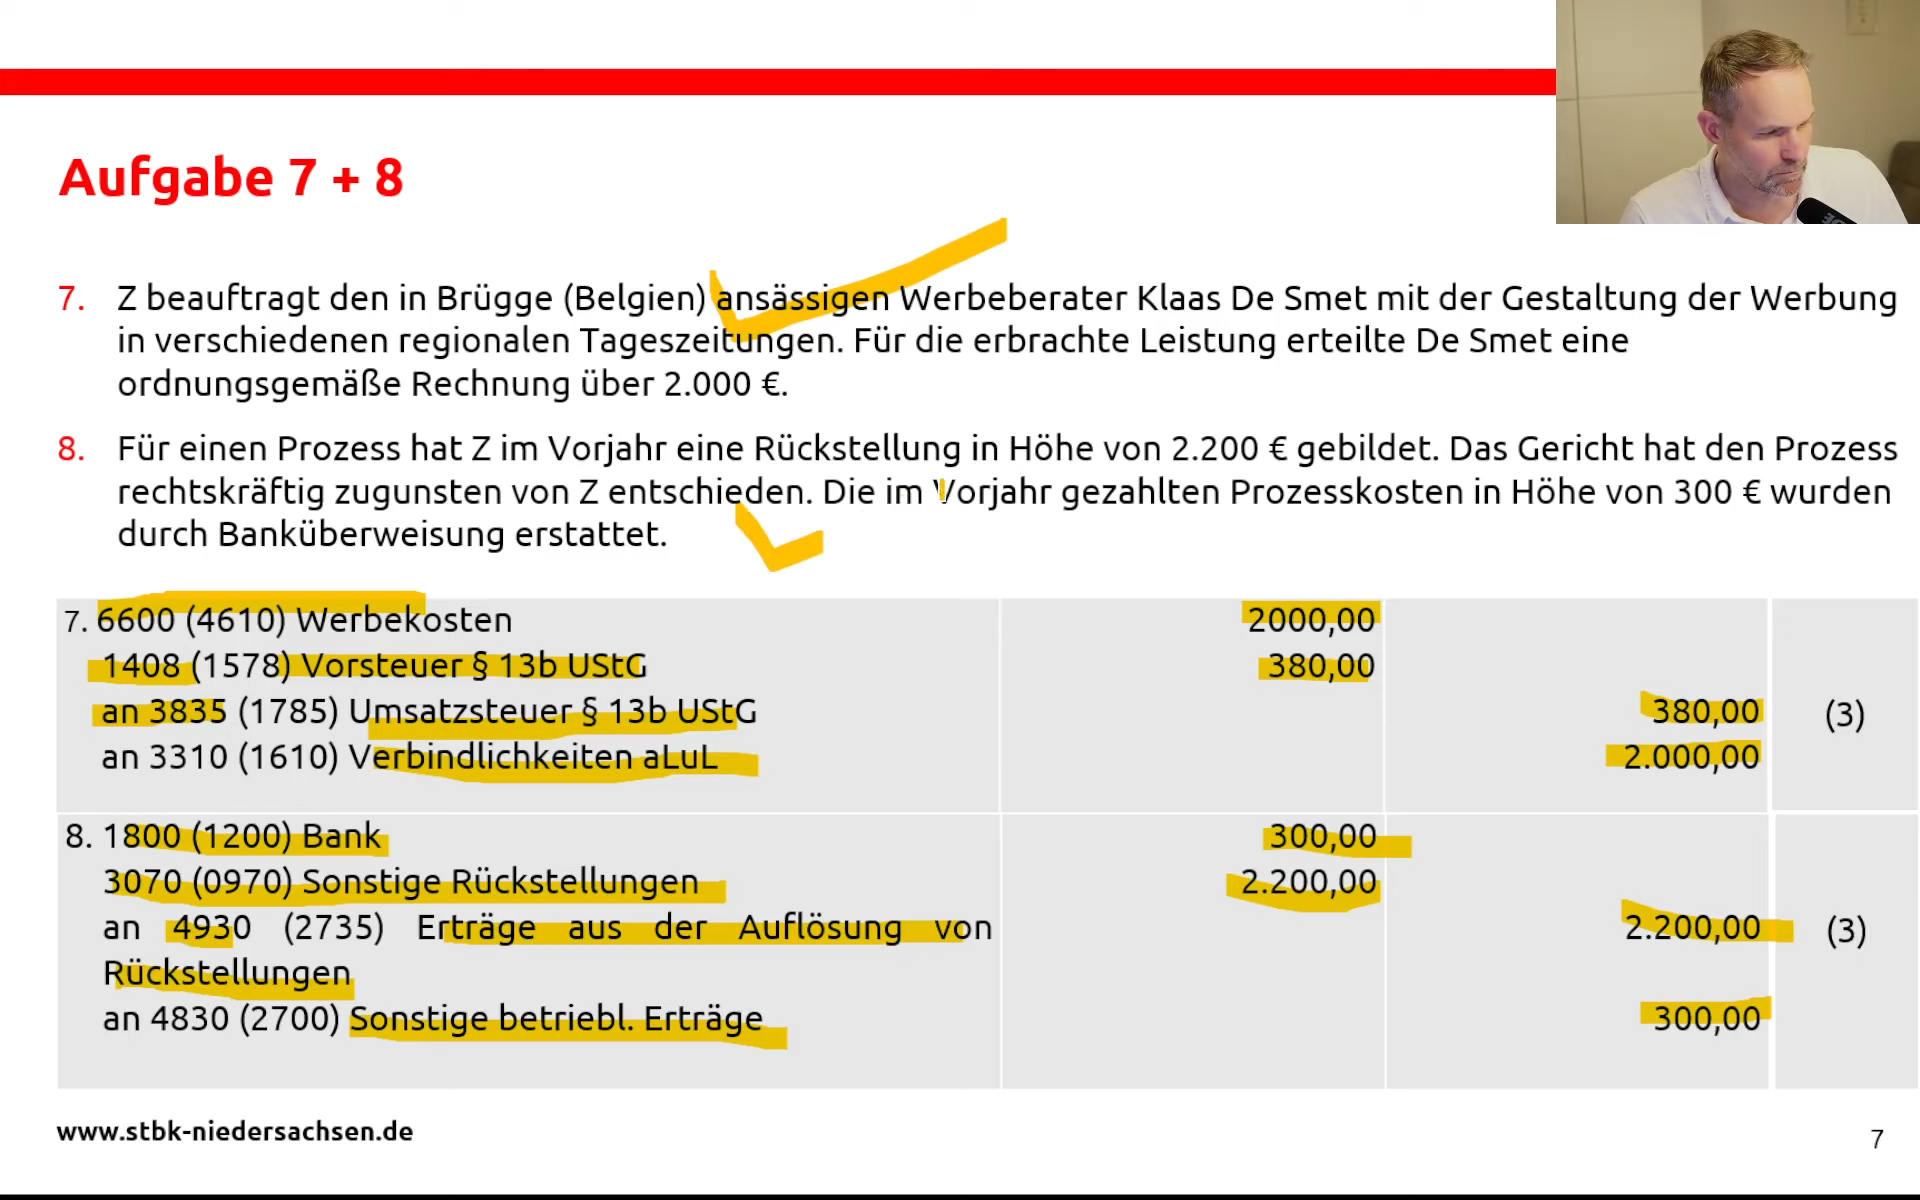 Aufgabe 7 + 8
7. Z beauftragt den in Brügge (Belgien) ansässigen Werbeberater Klaas De Smet mit der Gestaltung der Werbung
in verschiedenen regionalen Tageszeitungen. Für die erbrachte Leistung erteilte De Smet eine
ordnungsgemäße Rechnung über 2.000 €.
8. Für einen Prozess hat Z im Vorjahr eine Rückstellung in Höhe von 2.200 € gebildet. Das Gericht hat den Prozess
rechtskräftig zugunsten von Z entschieden. Die im Vorjahr gezahlten Prozesskosten in Höhe von 300 € wurden
durch Banküberweisung erstattet.
7. 6600 (4610) Werbekosten 2000,00
1408 (1578) Vorsteuer § 13b UStG 380,00
an 3835 (1785) Umsatzsteuer § 13b UStG 380,00 (3)
an 3310 (1610) Verbindlichkeiten aLuL 2.000,00
8. 1800 (1200) Bank 300,00
3070 (0970) Sonstige Rückstellungen 2.200,00
an 4930 (2735) Erträge aus der Auflösung von 2.200,00 (3)
Rückstellungen
an 4830 (2700) Sonstige betriebl. Erträge 300,00
www.stbk-niedersachsen.de 7